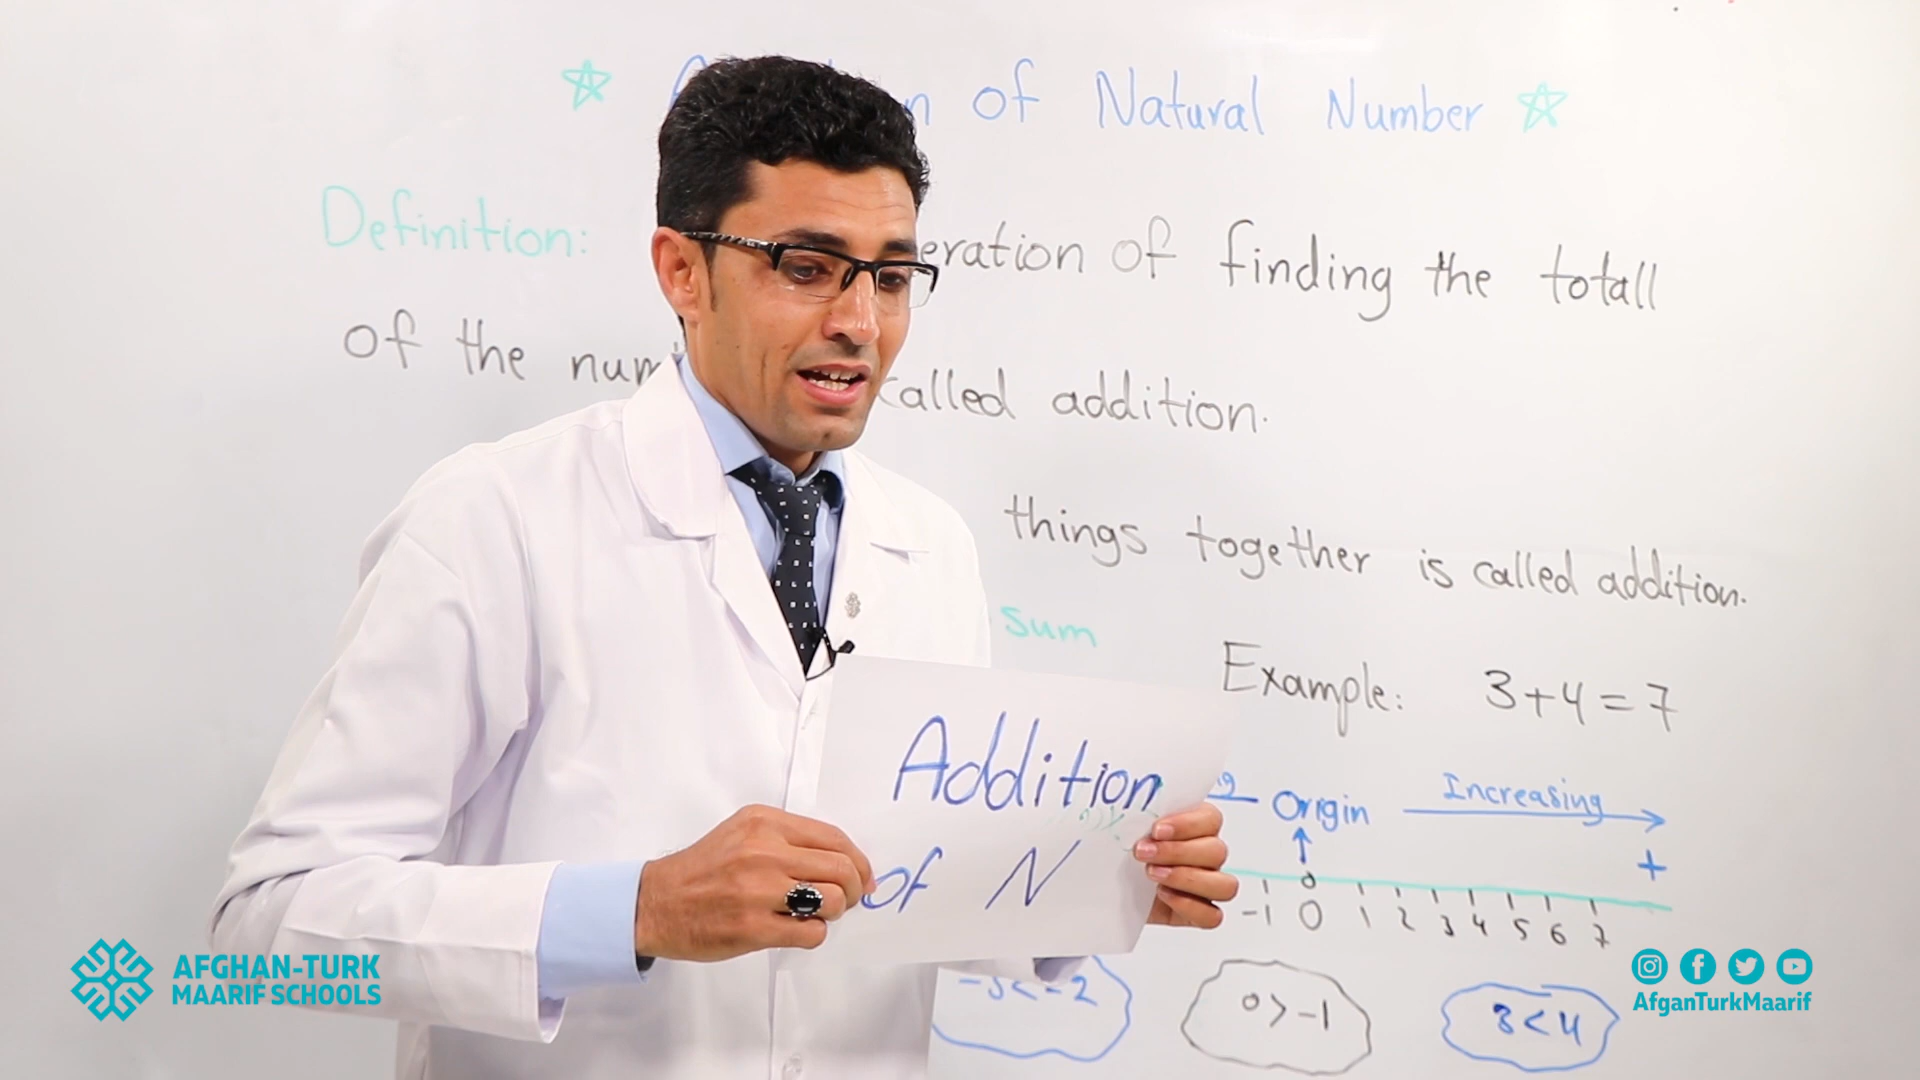 of Natural Number
Definition: eration of finding the totall
of the num called addition.
things together is called addition.
sum
Example: 3+4=7
Addition
of N
Origin Increasing
+
0
-1 0 1 2 3 4 5 6 7
0>-1 3<4
AFGHAN-TURK
MAARIF SCHOOLS
AfganTurkMaarif